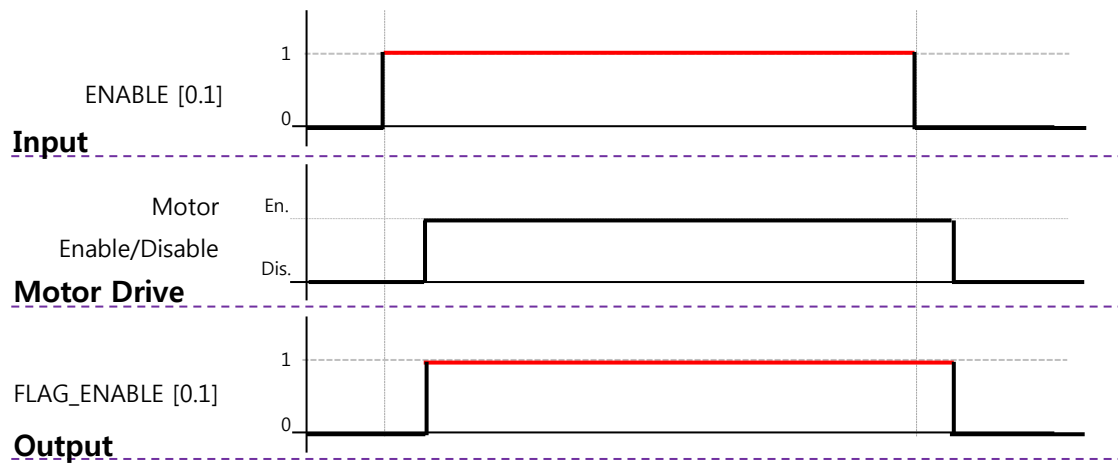 1
ENABLE [0.1]
0
Input
Motor
En.
Enable/Disable
Dis.
Motor Drive
1
FLAG_ENABLE [0.1]
0
Output